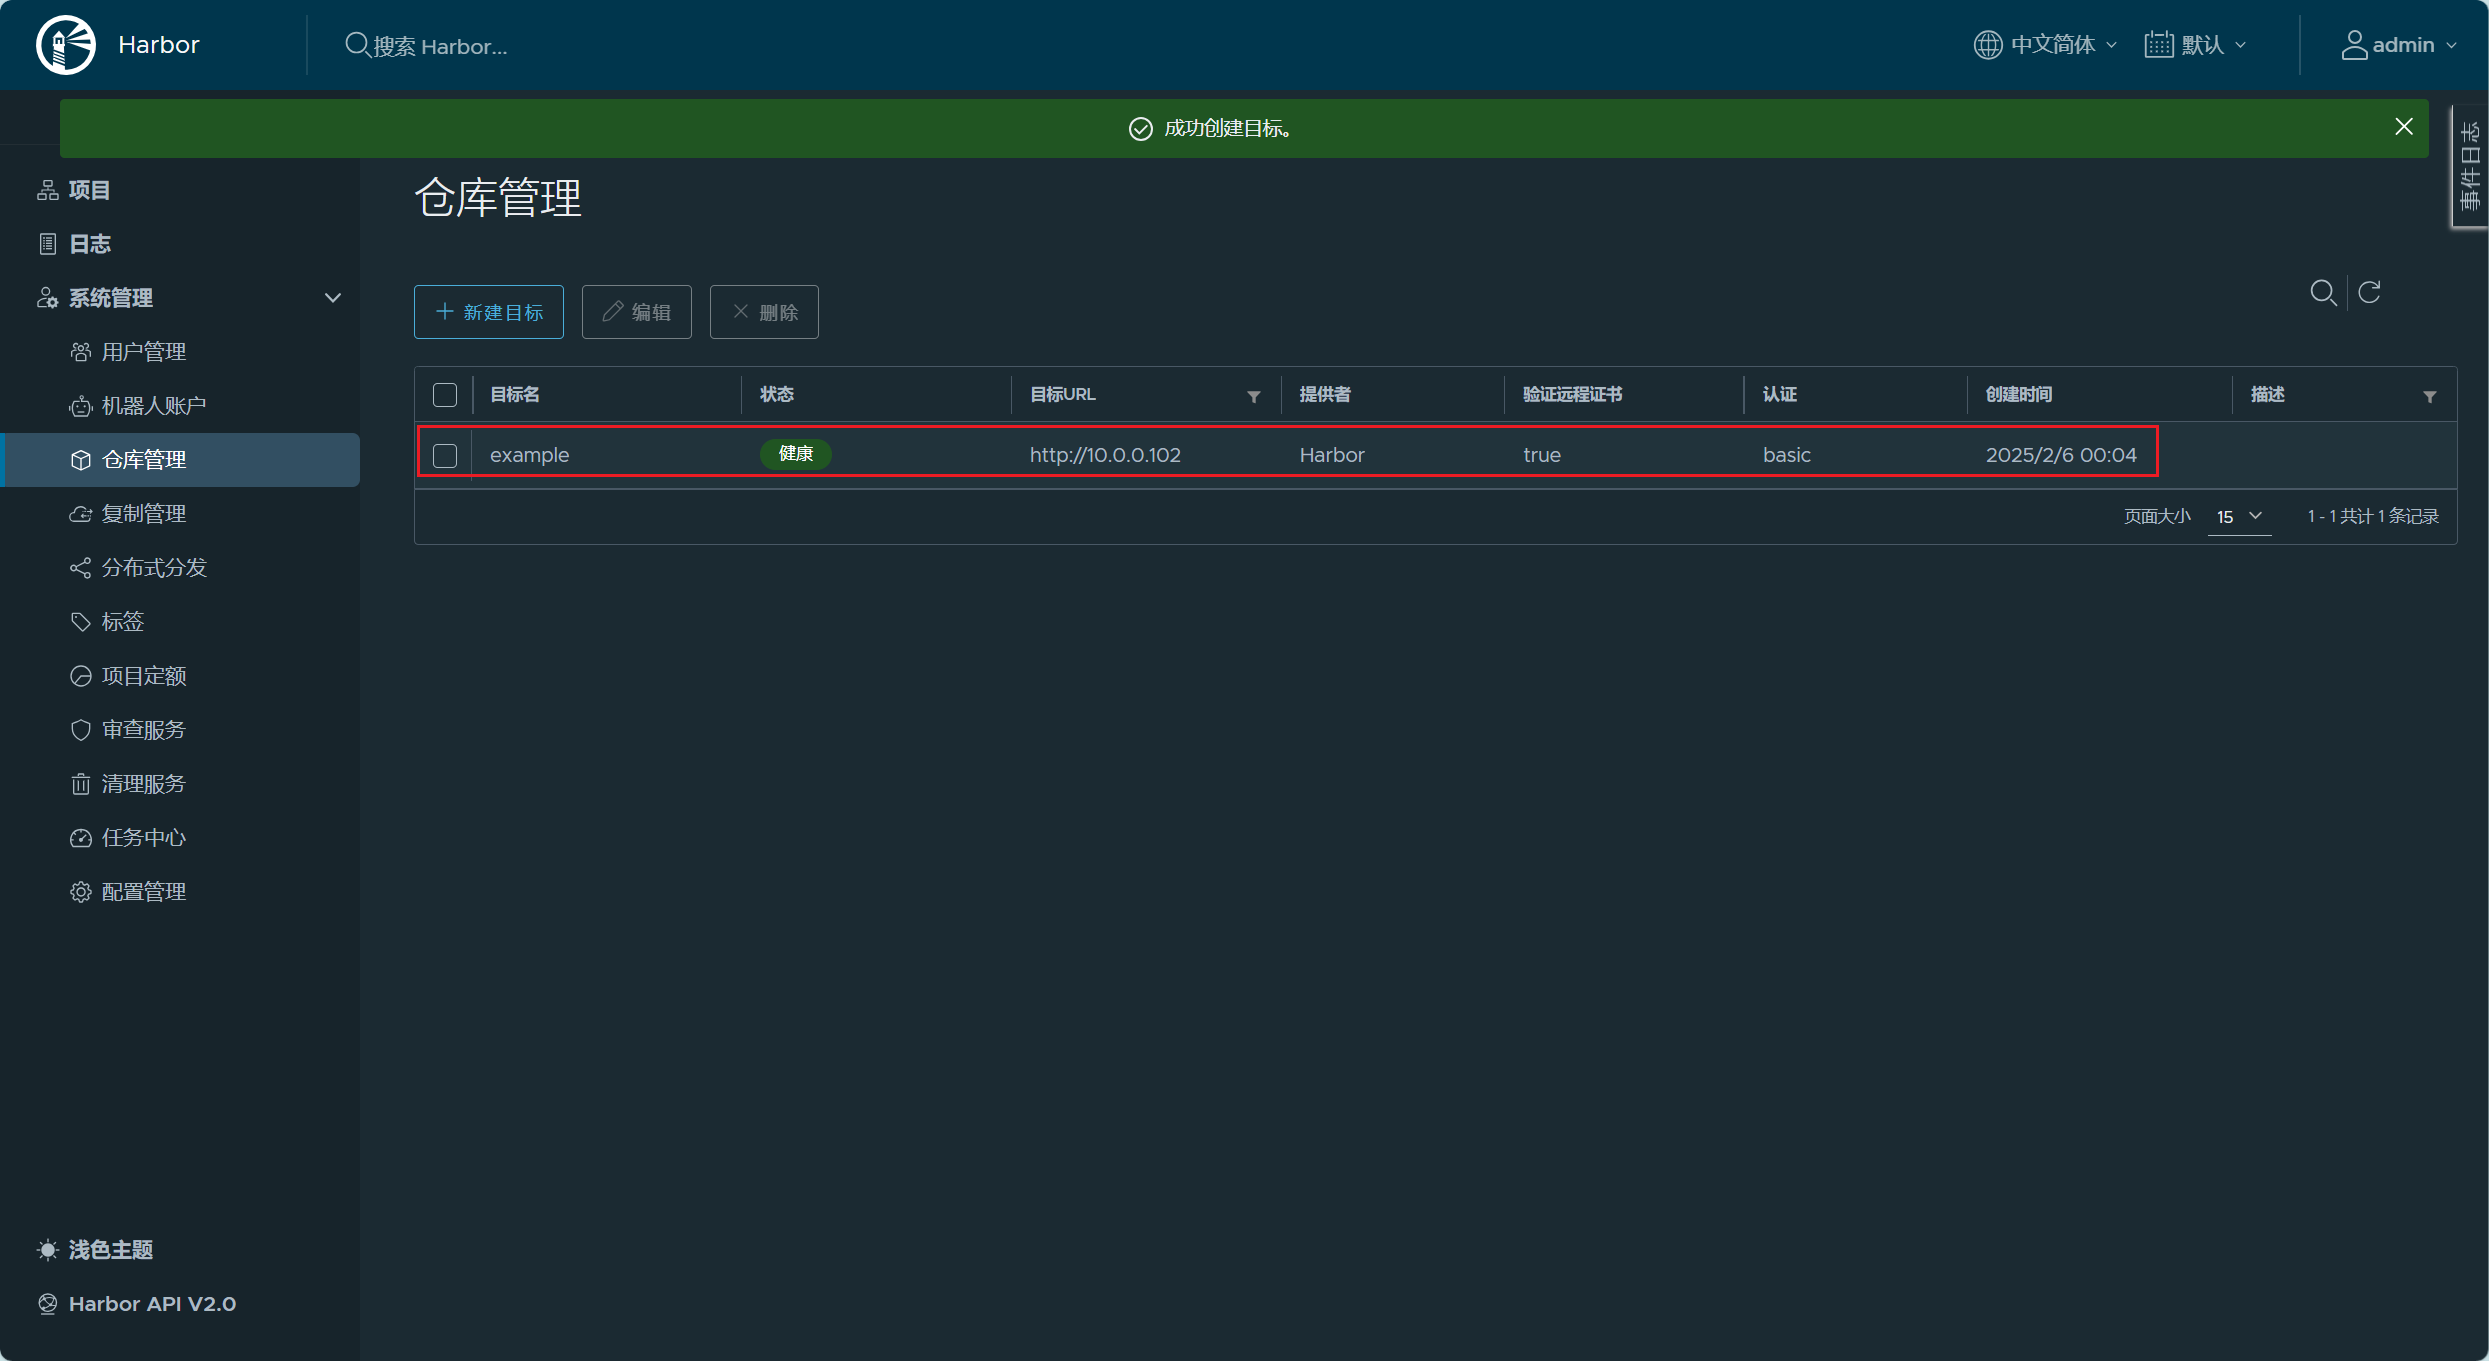 Harbor
搜索 Harbor...
中文简体
默认
admin
成功创建目标。
事件日志
项目
日志
系统管理
用户管理
机器人账户
仓库管理
复制管理
分布式分发
标签
项目定额
审查服务
清理服务
任务中心
配置管理
浅色主题
Harbor API V2.0
仓库管理
新建目标 编辑 删除
目标名 状态 目标URL 提供者 验证远程证书 认证 创建时间 描述
example 健康 http://10.0.0.102 Harbor true basic 2025/2/6 00:04
页面大小 15 1 - 1 共计 1 条记录